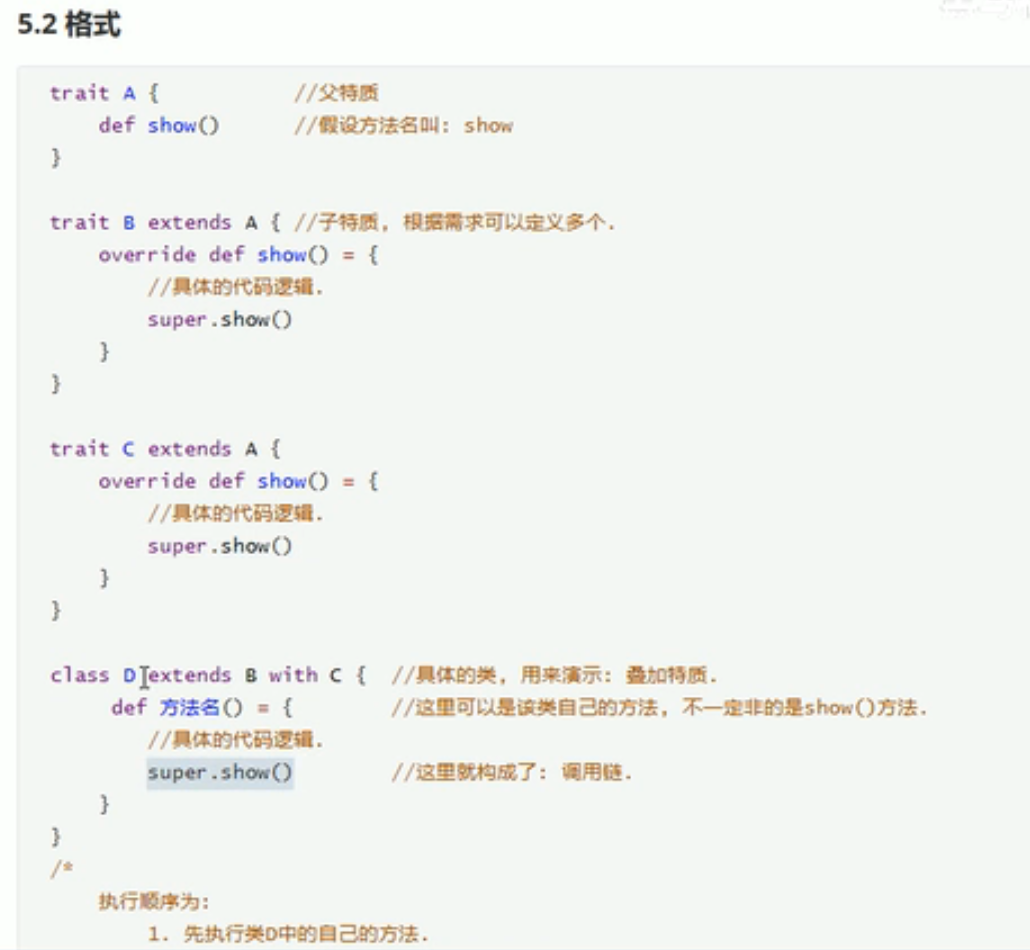 5.2 格式
trait A {           //父特质
    def show()      //假设方法名叫: show
}
trait B extends A { //子特质, 根据需求可以定义多个.
    override def show() = {
        //具体的代码逻辑.
        super.show()
    }
}
trait C extends A {
    override def show() = {
        //具体的代码逻辑.
        super.show()
    }
}
class D extends B with C {  //具体的类, 用来演示: 叠加特质.
     def 方法名() = {        //这里可以是该类自己的方法, 不一定非的是show()方法.
        //具体的代码逻辑.
        super.show()        //这里就构成了: 调用链.
    }
}
/*
    执行顺序为:
        1. 先执行类D中的自己的方法.